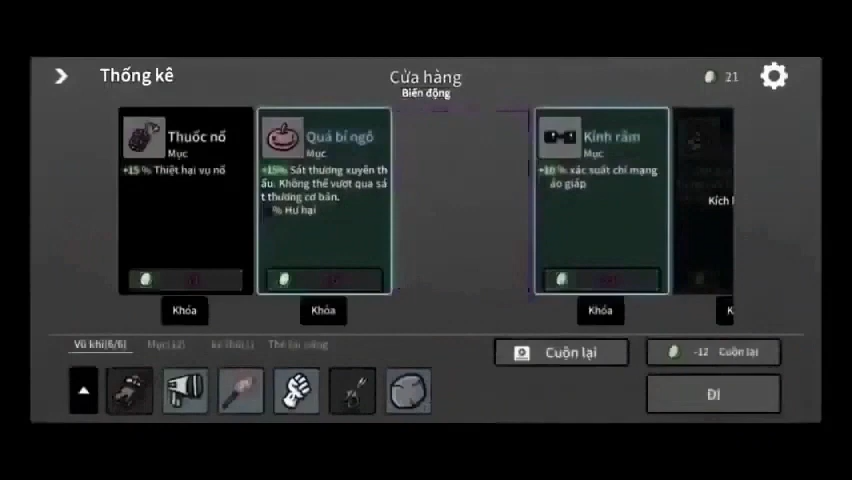 Thống kê
Cửa hàng
Biến động
21
Thuốc nổ
Mục
+15 % Thiệt hại vụ nổ
Khóa
Quả bí ngô
Mục
+15% Sát thương xuyên th
ấu. Không thể vượt qua sá
t thương cơ bản.
% Hư hại
Khóa
Kính râm
Mục
+10 % xác suất chí mạng
áo giáp
Khóa
Kích
K
Vũ khí(6/6)
Cuộn lại
-12 Cuộn lại
Đi